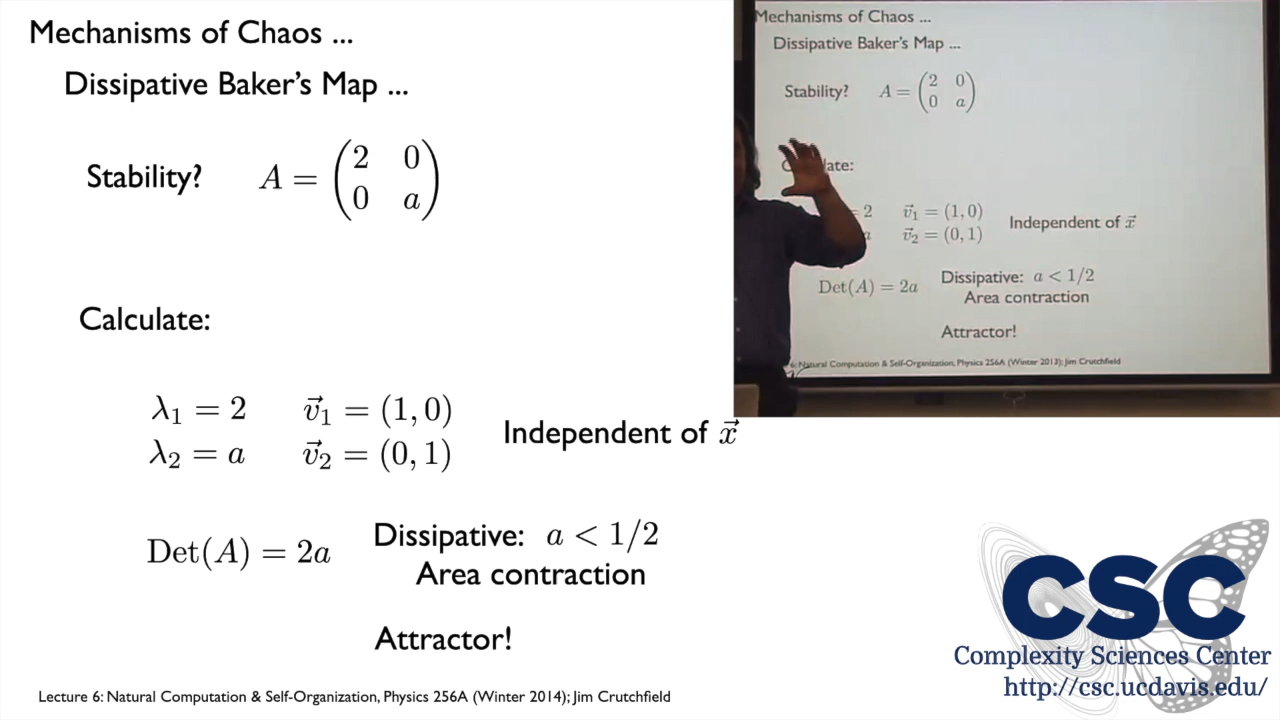 Mechanisms of Chaos ...
Dissipative Baker's Map ...
Stability? A = (2 0
0 a)
Calculate:
λ₁ = 2 v⃗₁ = (1, 0)
λ₂ = a v⃗₂ = (0, 1)
Independent of x⃗
Det(A) = 2a
Dissipative: a < 1/2
Area contraction
Attractor!
Lecture 6: Natural Computation & Self-Organization, Physics 256A (Winter 2014); Jim Crutchfield
Mechanisms of Chaos ...
Dissipative Baker's Map ...
Stability? A = (2 0
0 a)
late:
2 v⃗₁ = (1, 0)
a v⃗₂ = (0, 1)
Independent of x⃗
Det(A) = 2a
Dissipative: a < 1/2
Area contraction
Attractor!
6: Natural Computation & Self-Organization, Physics 256A (Winter 2013); Jim Crutchfield
CSC
Complexity Sciences Center
http://csc.ucdavis.edu/